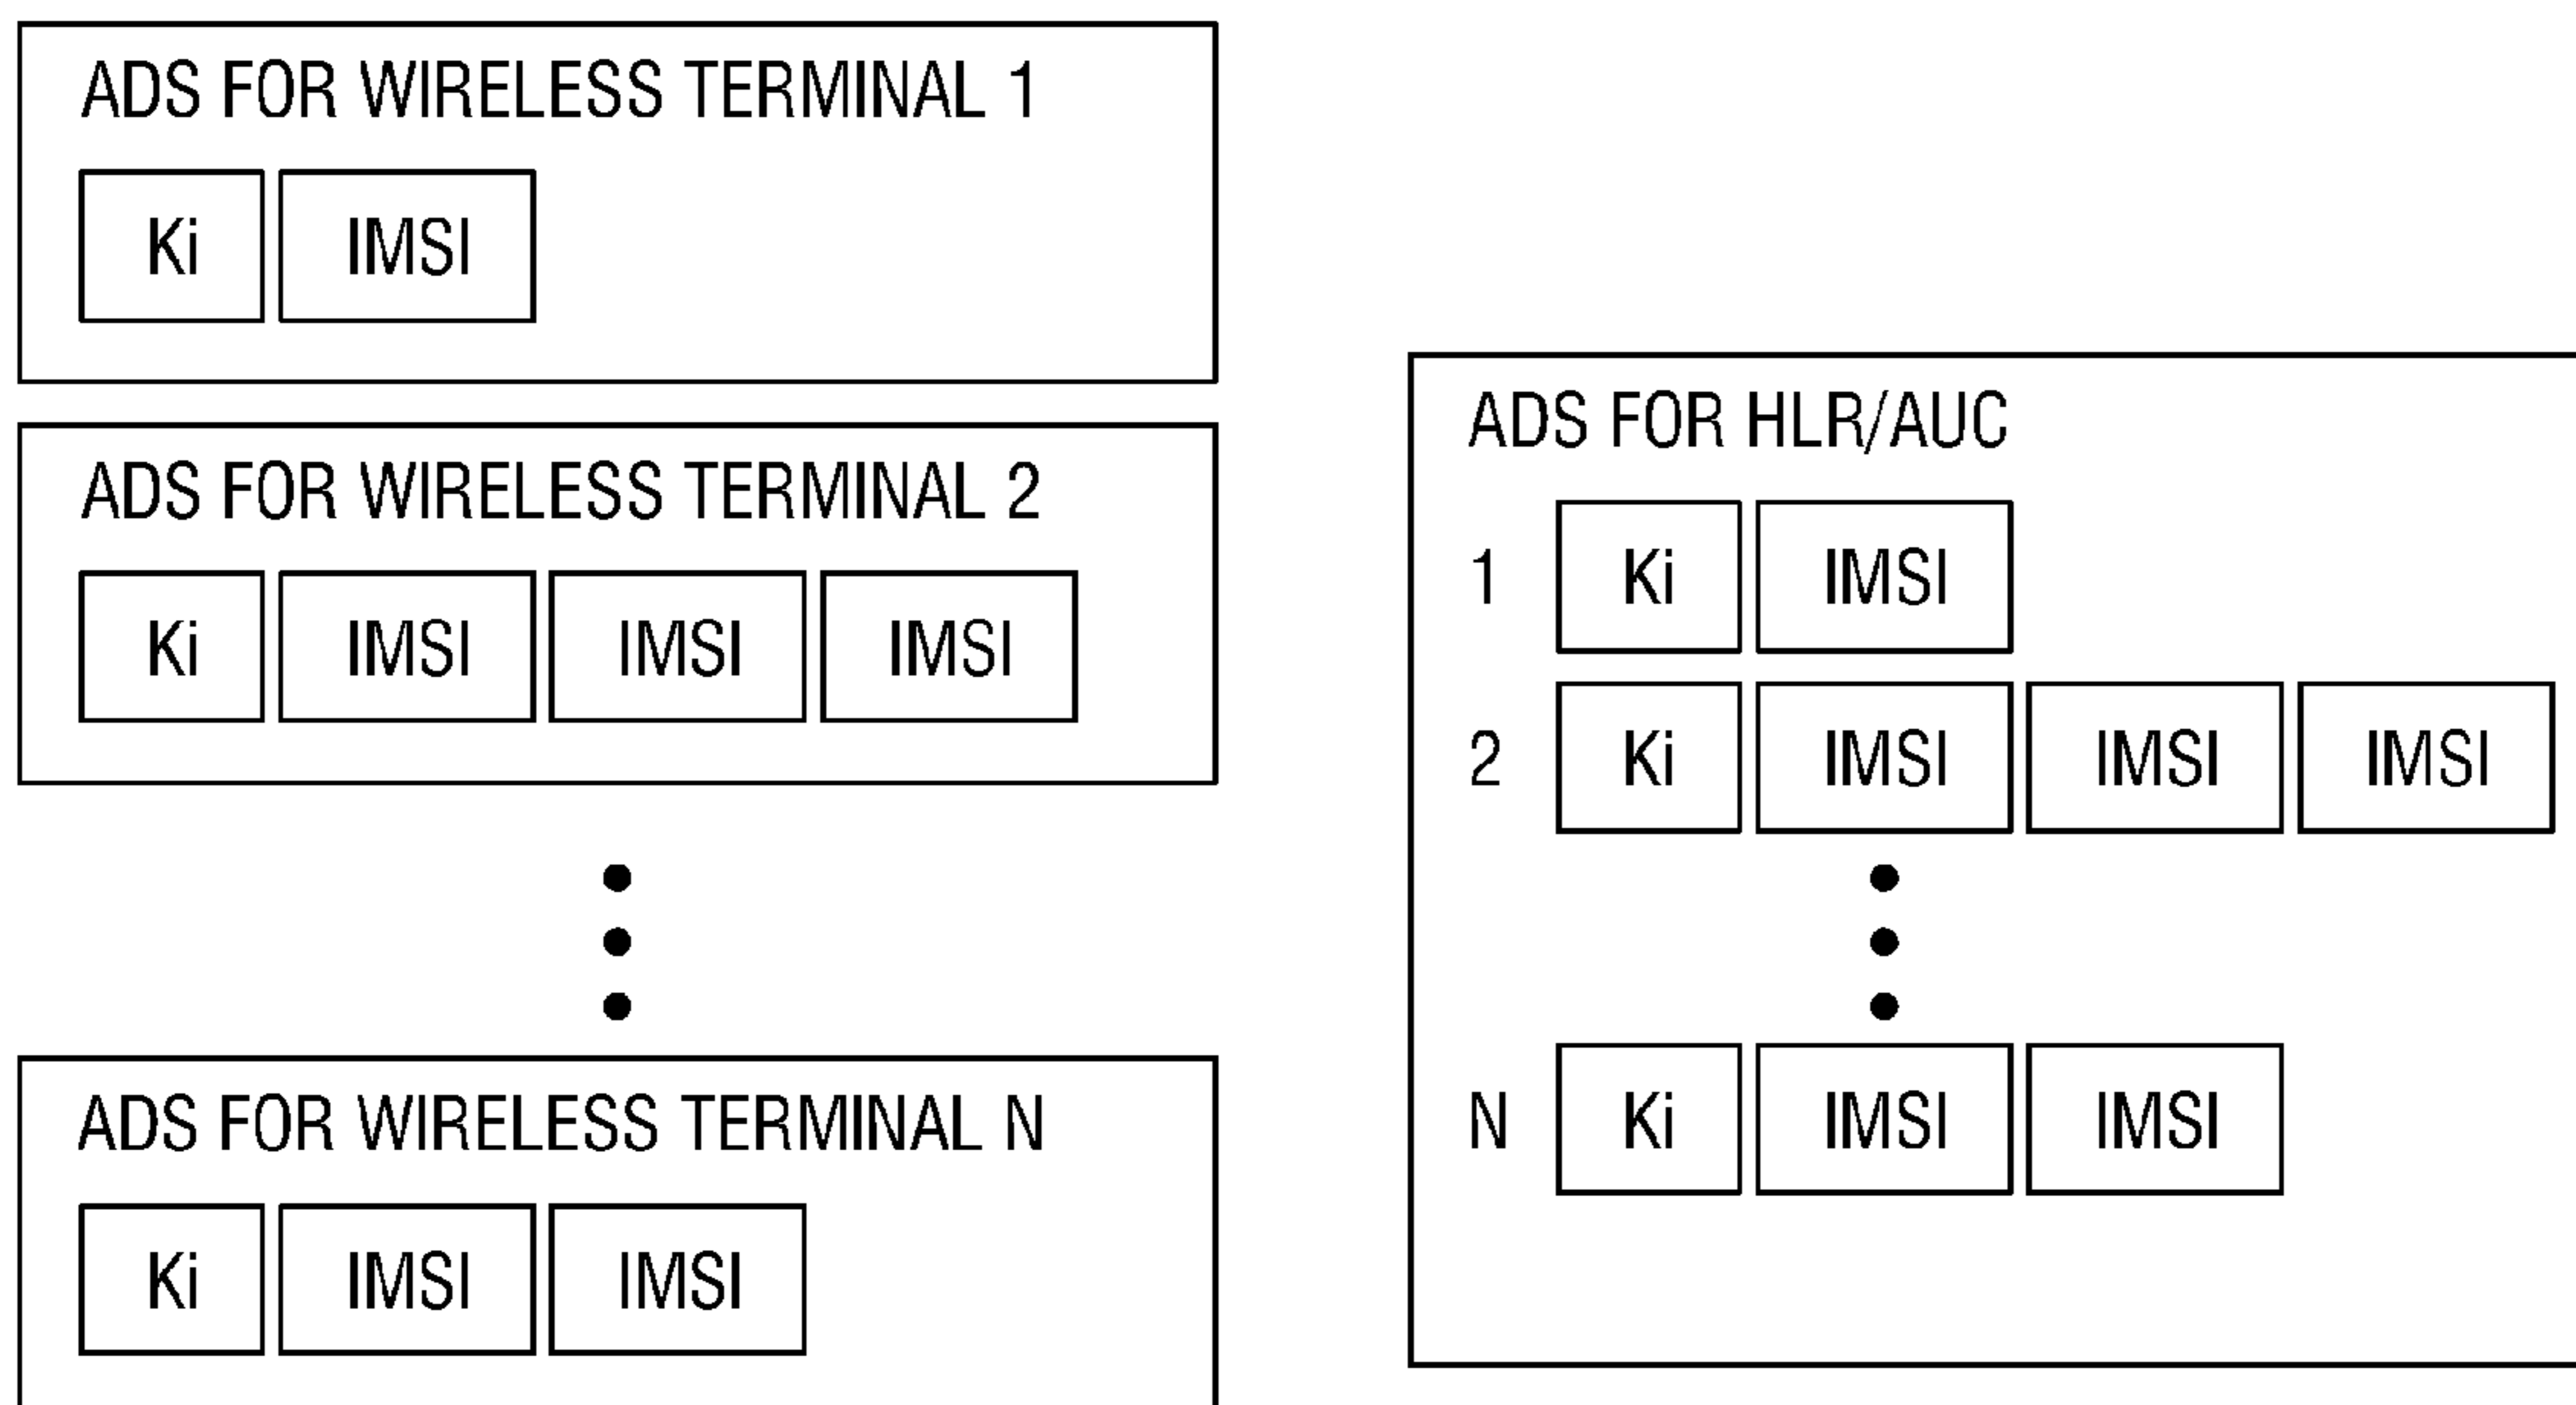 ADS FOR WIRELESS TERMINAL 1
Ki IMSI
ADS FOR WIRELESS TERMINAL 2
Ki IMSI IMSI IMSI
ADS FOR WIRELESS TERMINAL N
Ki IMSI IMSI
ADS FOR HLR/AUC
1 Ki IMSI
2 Ki IMSI IMSI IMSI
N Ki IMSI IMSI